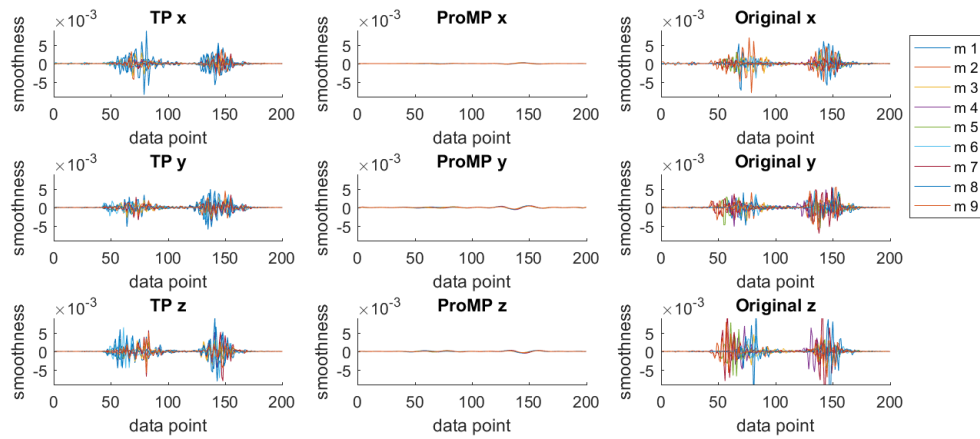 ×10⁻³ TP x
smoothness
5
0
-5
0 50 100 150 200
data point
×10⁻³ ProMP x
smoothness
5
0
-5
0 50 100 150 200
data point
×10⁻³ Original x
smoothness
5
0
-5
0 50 100 150 200
data point
×10⁻³ TP y
smoothness
5
0
-5
0 50 100 150 200
data point
×10⁻³ ProMP y
smoothness
5
0
-5
0 50 100 150 200
data point
×10⁻³ Original y
smoothness
5
0
-5
0 50 100 150 200
data point
×10⁻³ TP z
smoothness
5
0
-5
0 50 100 150 200
data point
×10⁻³ ProMP z
smoothness
5
0
-5
0 50 100 150 200
data point
×10⁻³ Original z
smoothness
5
0
-5
0 50 100 150 200
data point
m 1
m 2
m 3
m 4
m 5
m 6
m 7
m 8
m 9